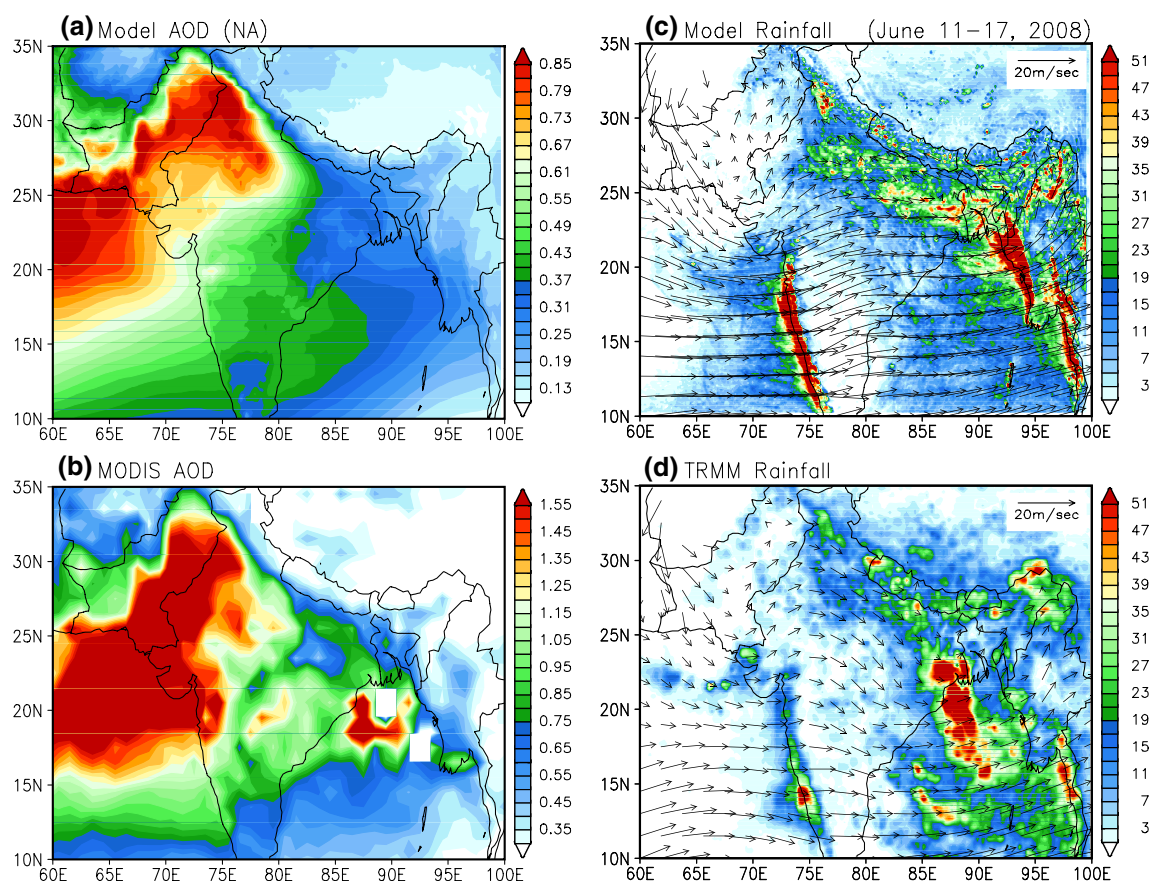 (a) Model AOD (NA)
35N
30N
25N
20N
15N
10N
60E 65E 70E 75E 80E 85E 90E 95E 100E
0.85
0.79
0.73
0.67
0.61
0.55
0.49
0.43
0.37
0.31
0.25
0.19
0.13
(c) Model Rainfall (June 11–17, 2008)
20m/sec
35N
30N
25N
20N
15N
10N
60E 65E 70E 75E 80E 85E 90E 95E 100E
51
47
43
39
35
31
27
23
19
15
11
7
3
(b) MODIS AOD
35N
30N
25N
20N
15N
10N
60E 65E 70E 75E 80E 85E 90E 95E 100E
1.55
1.45
1.35
1.25
1.15
1.05
0.95
0.85
0.75
0.65
0.55
0.45
0.35
(d) TRMM Rainfall
20m/sec
35N
30N
25N
20N
15N
10N
60E 65E 70E 75E 80E 85E 90E 95E 100E
51
47
43
39
35
31
27
23
19
15
11
7
3